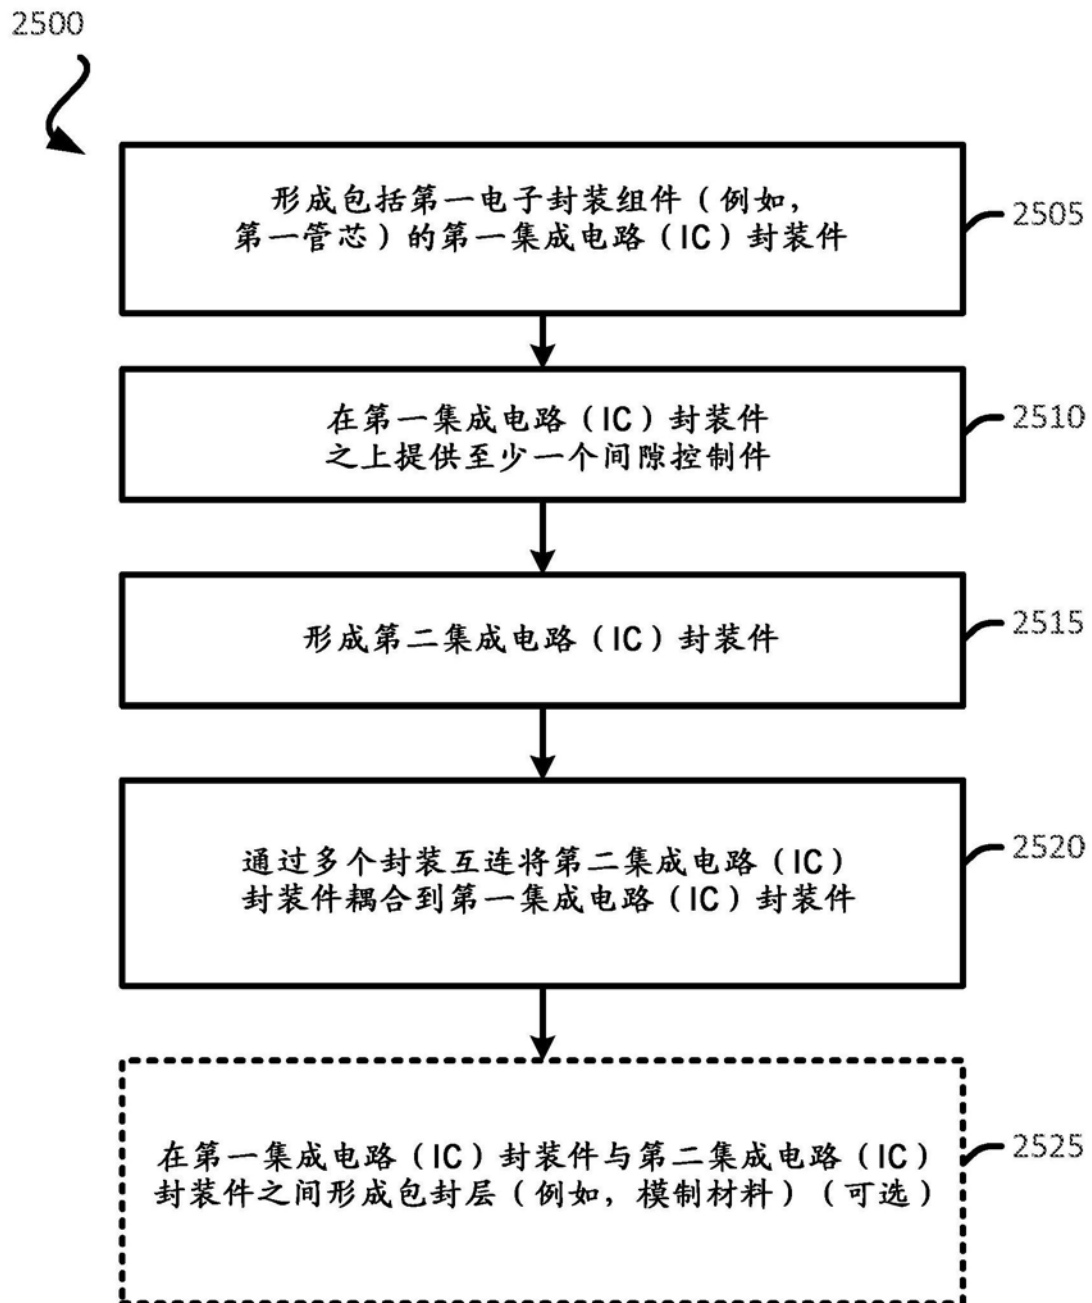 2500
形成包括第一电子封装组件（例如，
第一管芯）的第一集成电路（IC）封装件
2505
在第一集成电路（IC）封装件
之上提供至少一个间隙控制件
2510
形成第二集成电路（IC）封装件
2515
通过多个封装互连将第二集成电路（IC）
封装件耦合到第一集成电路（IC）封装件
2520
在第一集成电路（IC）封装件与第二集成电路（IC）
封装件之间形成包封层（例如，模制材料）（可选）
2525